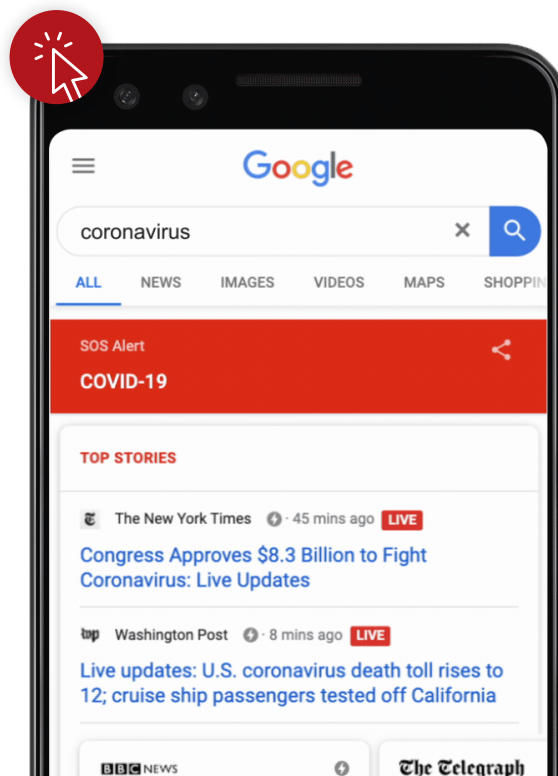 Google
coronavirus
ALL NEWS IMAGES VIDEOS MAPS SHOPPIN
SOS Alert
COVID-19
TOP STORIES
The New York Times · 45 mins ago LIVE
Congress Approves $8.3 Billion to Fight
Coronavirus: Live Updates
wp Washington Post · 8 mins ago LIVE
Live updates: U.S. coronavirus death toll rises to
12; cruise ship passengers tested off California
BBC NEWS
The Telegraph